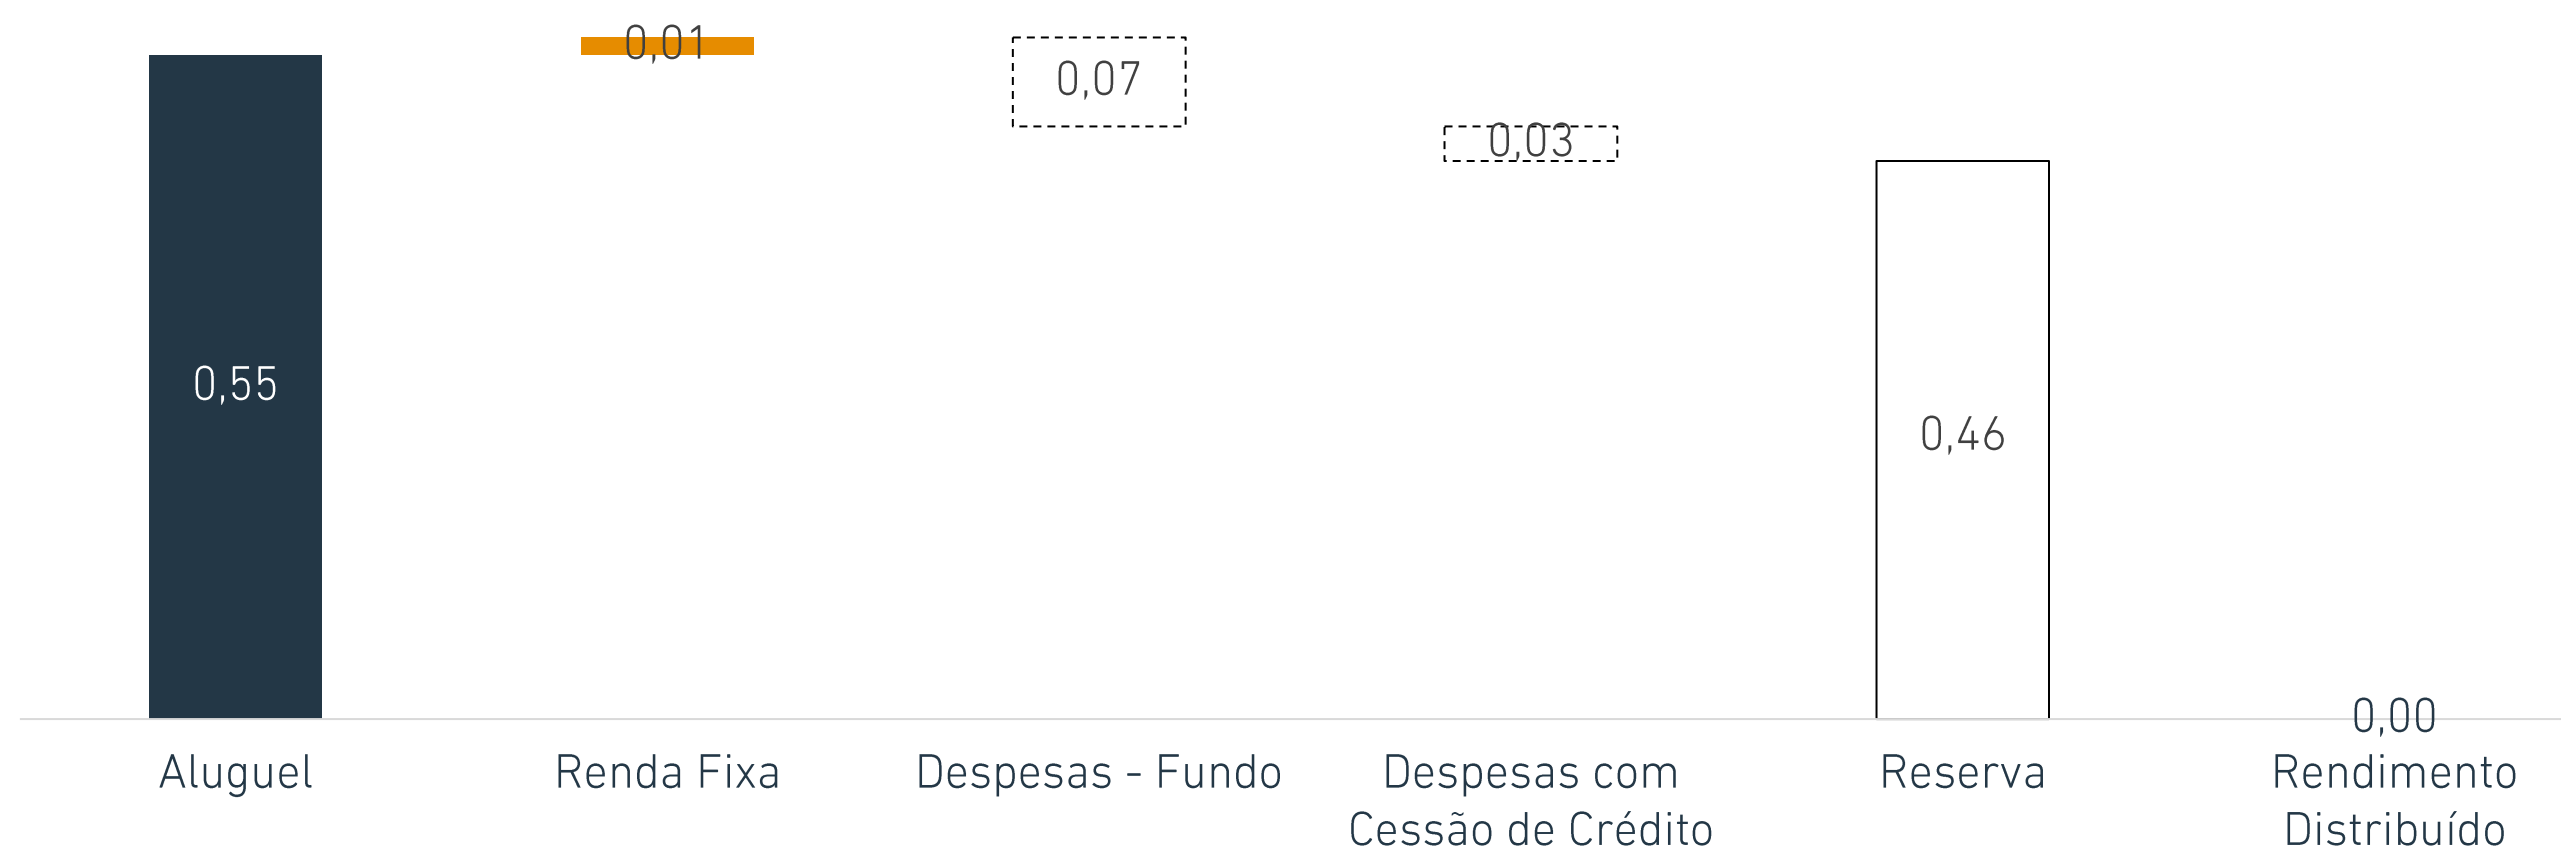 0,55
0,01
0,07
0,03
0,46
0,00
Aluguel
Renda Fixa
Despesas - Fundo
Despesas com
Cessão de Crédito
Reserva
Rendimento
Distribuído